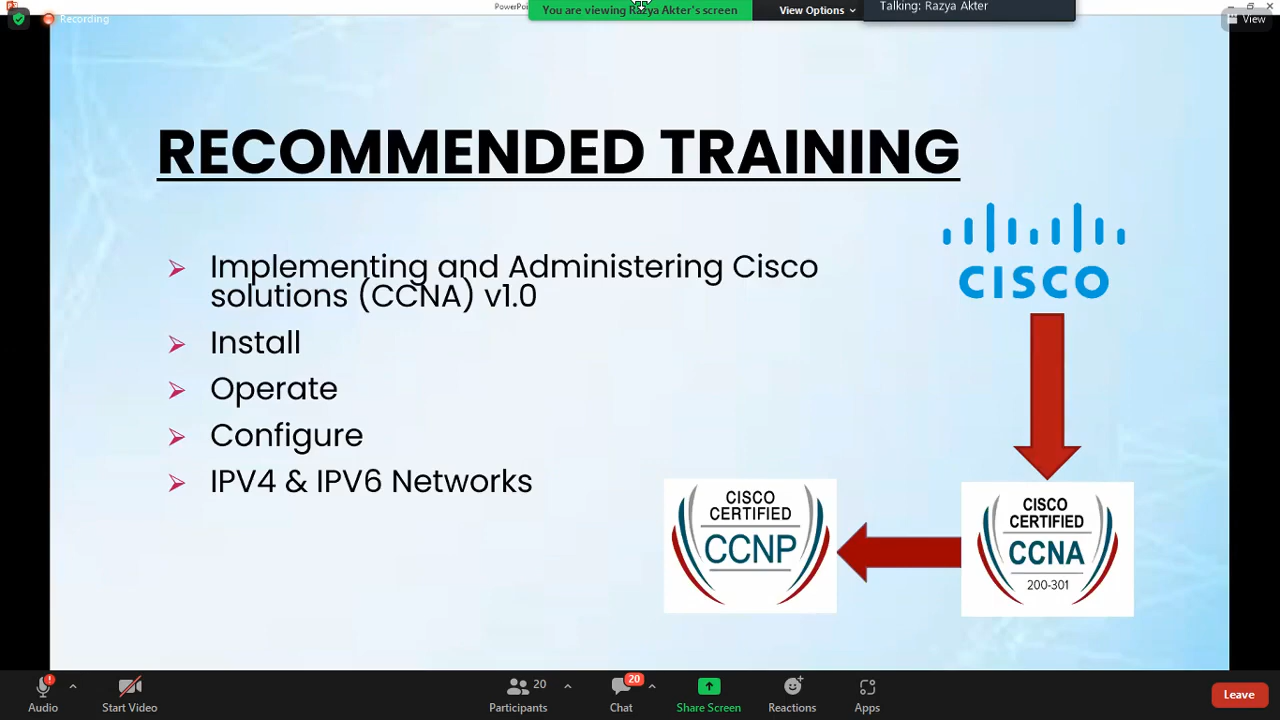 PowerPoi
You are viewing Razya Akter's screen
View Options
Talking: Razya Akter
Recording
View
RECOMMENDED TRAINING
Implementing and Administering Cisco
solutions (CCNA) v1.0
Install
Operate
Configure
IPV4 & IPV6 Networks
CISCO
CISCO
CERTIFIED
CCNP
CISCO
CERTIFIED
CCNA
200-301
Audio
Start Video
20
Participants
20
Chat
Share Screen
Reactions
Apps
Leave